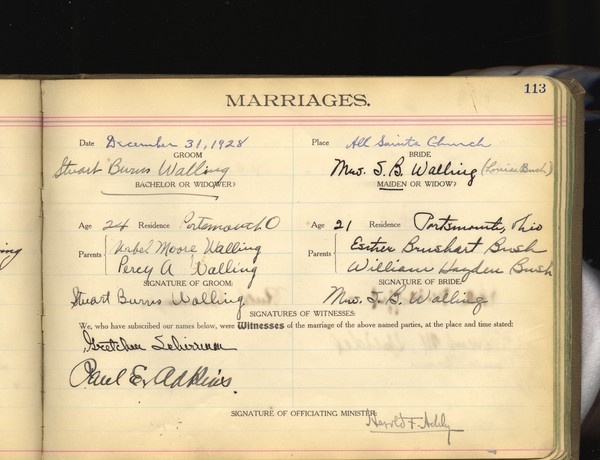 113
MARRIAGES.
Date December 31, 1928 Place All Saints Church
GROOM BRIDE
Stuart Burns Walling Mrs. S. B. Walling (Louise Bush)
BACHELOR OR WIDOWER? MAIDEN OR WIDOW?
Age 24 Residence Portsmouth O Age 21 Residence Portsmouth, Ohio
Parents Mabel Moore Walling Parents Esther Brushart Bush
Percy A Walling William Hayden Bush
SIGNATURE OF GROOM: SIGNATURE OF BRIDE:
Stuart Burns Walling Mrs. S. B. Walling
SIGNATURES OF WITNESSES:
We, who have subscribed our names below, were Witnesses of the marriage of the above named parties, at the place and time stated:
Gretchen
Paul E. Adkins.
SIGNATURE OF OFFICIATING MINISTER:
Harold F.